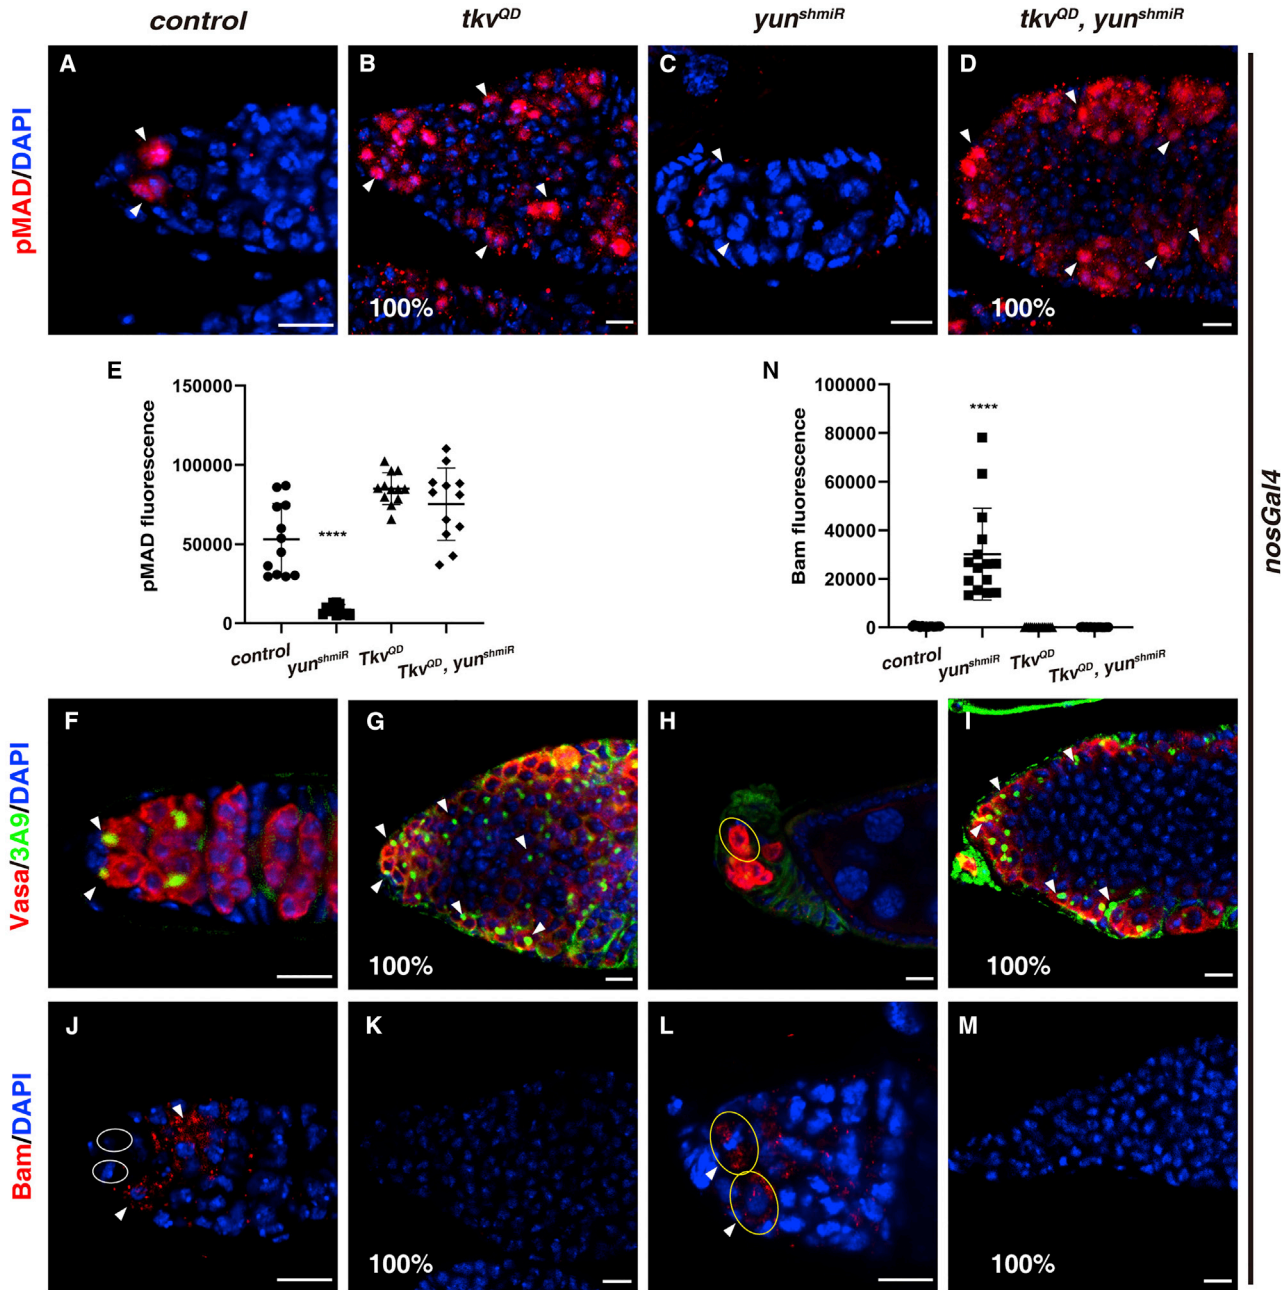 control tkv^QD yun^shmiR tkv^QD, yun^shmiR
A B C D
pMAD/DAPI
100% 100%
E N
150000
100000
50000
0
pMAD fluorescence
****
control yun^shmiR Tkv^QD Tkv^QD, yun^shmiR
100000
80000
60000
40000
20000
0
Bam fluorescence
****
control yun^shmiR Tkv^QD Tkv^QD, yun^shmiR
nosGal4
F G H I
Vasa/3A9/DAPI
100% 100%
J K L M
Bam/DAPI
100% 100%